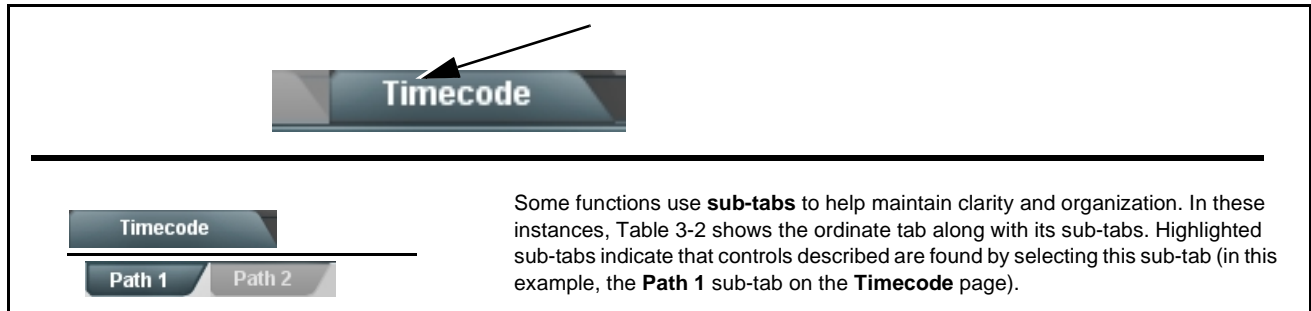 Timecode
Timecode
Path 1 Path 2
Some functions use sub-tabs to help maintain clarity and organization. In these
instances, Table 3-2 shows the ordinate tab along with its sub-tabs. Highlighted
sub-tabs indicate that controls described are found by selecting this sub-tab (in this
example, the Path 1 sub-tab on the Timecode page).